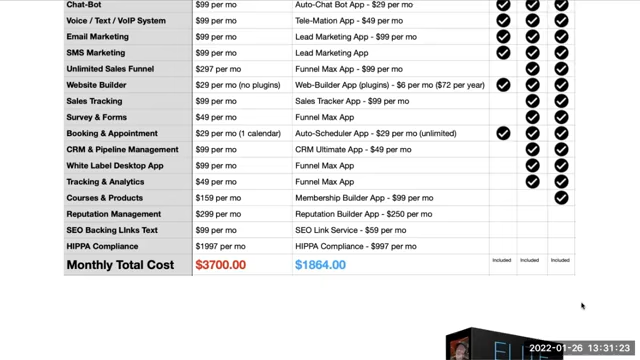 Chat-Bot $99 per mo Auto-Chat Bot App - $29 per mo
Voice / Text / VoIP System $99 per mo Tele-Mation App - $49 per mo
Email Marketing $99 per mo Lead Marketing App - $99 per mo
SMS Marketing $99 per mo Lead Marketing App
Unlimited Sales Funnel $297 per mo Funnel Max App - $99 per mo
Website Builder $29 per mo (no plugins) Web-Builder App (plugins) - $6 per mo ($72 per year)
Sales Tracking $99 per mo Sales Tracker App - $99 per mo
Survey & Forms $49 per mo Funnel Max App
Booking & Appointment $29 per mo (1 calendar) Auto-Scheduler App - $29 per mo (unlimited)
CRM & Pipeline Management $99 per mo CRM Ultimate App - $49 per mo
White Label Desktop App $99 per mo Funnel Max App
Tracking & Analytics $49 per mo Funnel Max App
Courses & Products $159 per mo Membership Builder App - $99 per mo
Reputation Management $299 per mo Reputation Builder App - $250 per mo
SEO Backing LInks Text $99 per mo SEO Link Service - $59 per mo
HIPPA Compliance $1997 per mo HIPPA Compliance - $997 per mo
Monthly Total Cost $3700.00 $1864.00 Included Included Included
ELITE
2022-01-26 13:31:23